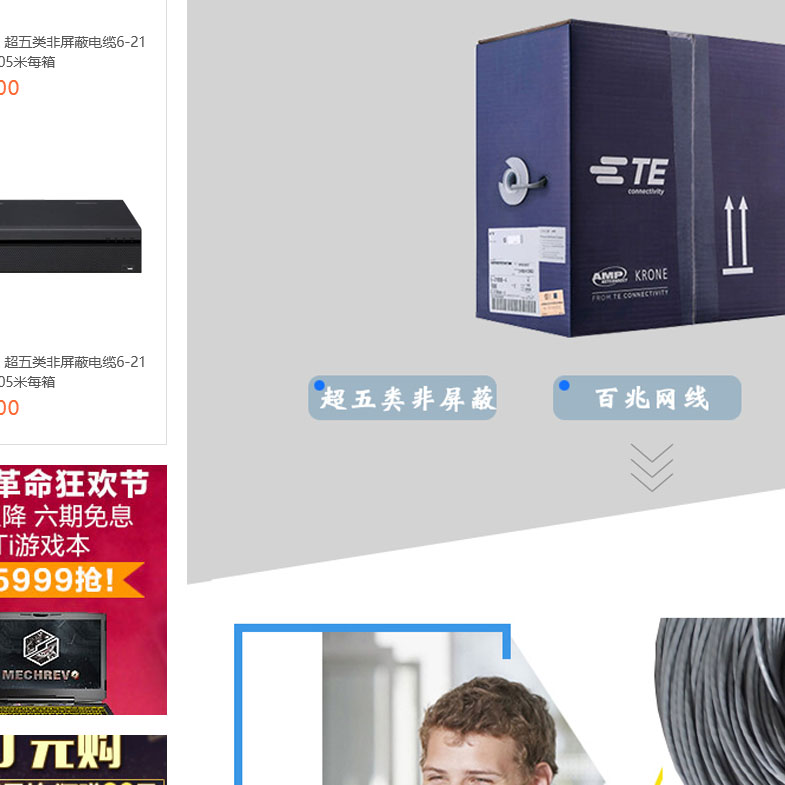 超五类非屏蔽电缆6-21
05米每箱
00
超五类非屏蔽电缆6-21
05米每箱
00
革命狂欢节
降 六期免息
Ti游戏本
5999抢!
MECHREVO
元购
TE
connectivity
AMP
NETCONNECT
KRONE
FROM TE CONNECTIVITY
超五类非屏蔽
百兆网线